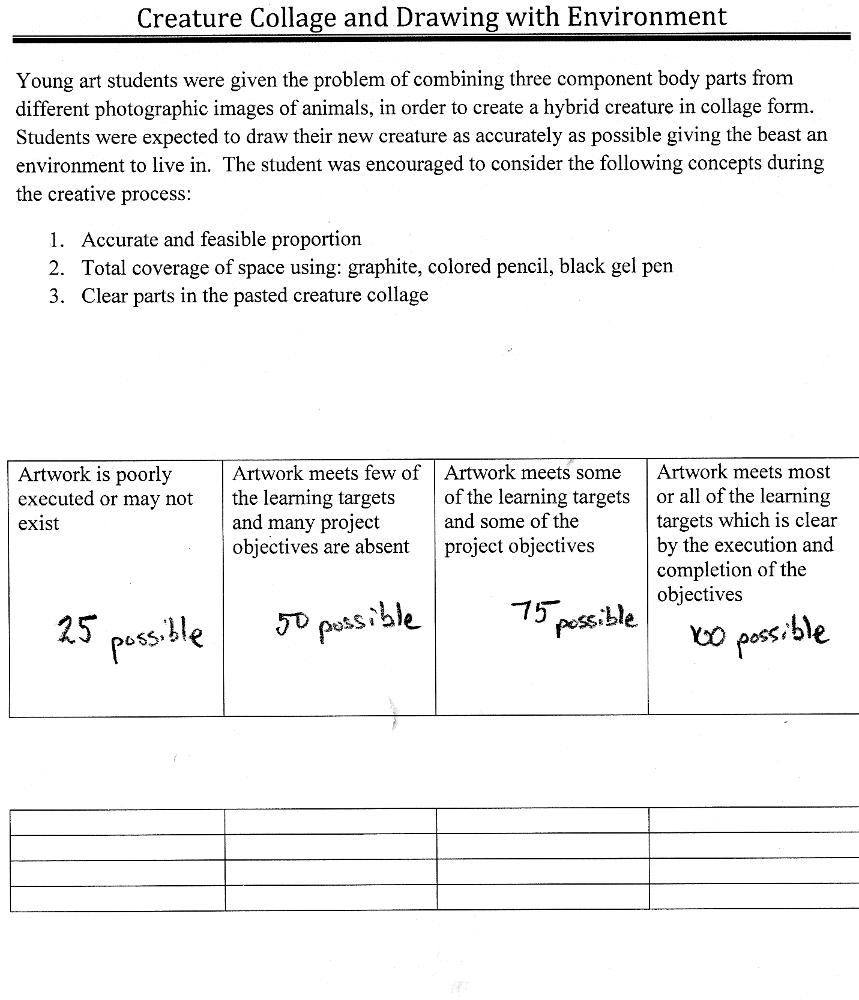 Creature Collage and Drawing with Environment
Young art students were given the problem of combining three component body parts from
different photographic images of animals, in order to create a hybrid creature in collage form.
Students were expected to draw their new creature as accurately as possible giving the beast an
environment to live in.  The student was encouraged to consider the following concepts during
the creative process:
1. Accurate and feasible proportion
2. Total coverage of space using: graphite, colored pencil, black gel pen
3. Clear parts in the pasted creature collage
Artwork is poorly
executed or may not
exist
25 possible
Artwork meets few of
the learning targets
and many project
objectives are absent
50 possible
Artwork meets some
of the learning targets
and some of the
project objectives
75 possible
Artwork meets most
or all of the learning
targets which is clear
by the execution and
completion of the
objectives
100 possible